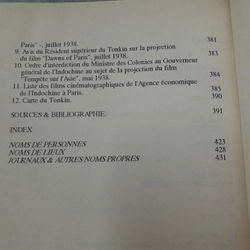 Paris" -, juillet 1938. 381
9. Avis du Résident supérieur du Tonkin sur la projection
du film "Dawns of Paris", juillet 1938. 383
10. Ordre d'interdiction du Ministre des Colonies au Gouverneur
général de l'Indochine au sujet de la projection du film
"Tempête sur l'Asie", mai 1938. 384
11. Liste des films cinématographiques de l'Agence économique
de l'Indochine à Paris. 385
12. Carte du Tonkin. 390
SOURCES & BIBLIOGRAPHIE. 391
INDEX
NOMS DE PERSONNES 423
NOMS DE LIEUX 428
JOURNAUX & AUTRES NOMS PROPRES 431